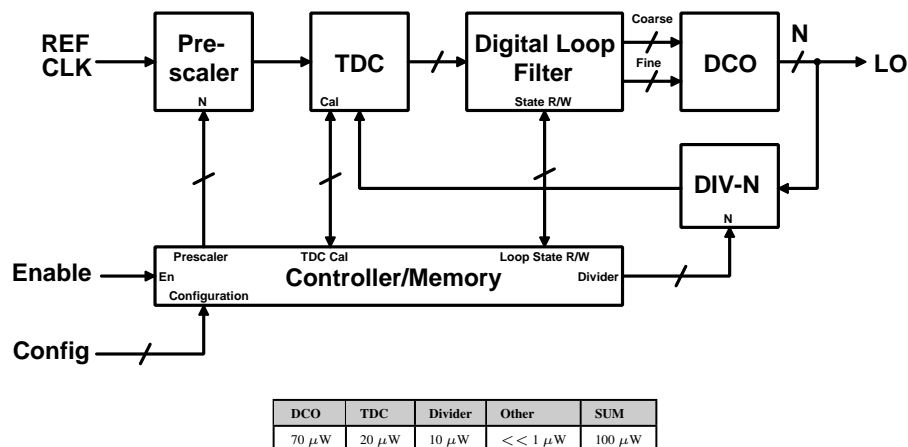 REF
CLK
Pre-
scaler
N
TDC
Cal
Digital Loop
Filter
State R/W
Coarse
Fine
DCO
N
LO
DIV-N
N
Enable
Config
Prescaler
TDC Cal
Loop State R/W
En
Controller/Memory
Divider
Configuration
DCO TDC Divider Other SUM
70 μW 20 μW 10 μW << 1 μW 100 μW